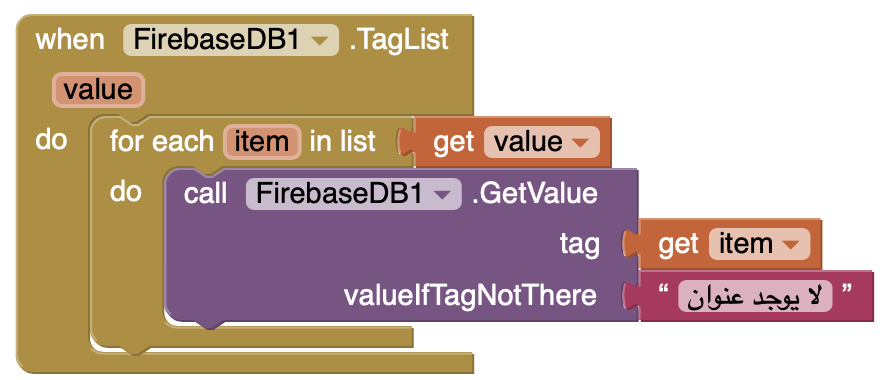 when FirebaseDB1 .TagList
value
do for each item in list get value
do call FirebaseDB1 .GetValue
tag get item
valueIfTagNotThere “ لا يوجد عنوان ”